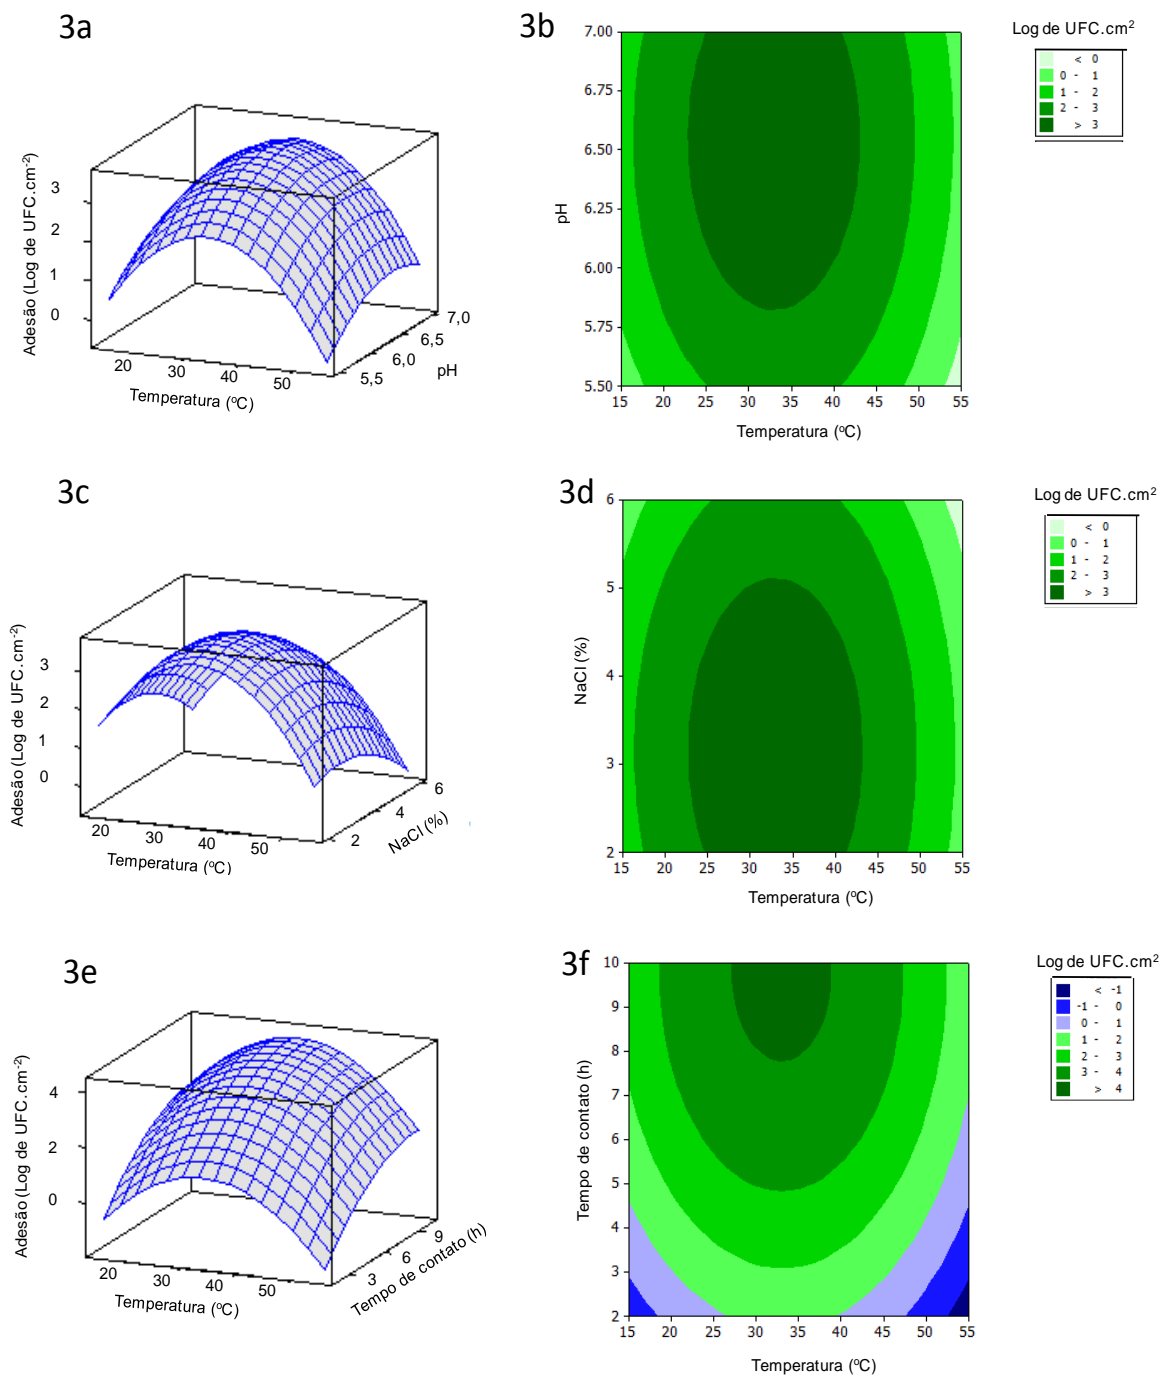 3a
3
2
1
0
Adesão (Log de UFC.cm-2)
20
30
40
50
Temperatura (ºC)
5,5
6,0
6,5
7,0
pH
3b
7.00
6.75
6.50
6.25
6.00
5.75
5.50
pH
15 20 25 30 35 40 45 50 55
Temperatura (ºC)
Log de UFC.cm2
< 0
0 - 1
1 - 2
2 - 3
> 3
3c
3
2
1
0
Adesão (Log de UFC.cm-2)
20
30
40
50
Temperatura (ºC)
2
4
6
NaCl (%)
3d
6
5
4
3
2
NaCl (%)
15 20 25 30 35 40 45 50 55
Temperatura (ºC)
Log de UFC.cm2
< 0
0 - 1
1 - 2
2 - 3
> 3
3e
4
2
0
Adesão (Log de UFC.cm-2)
20
30
40
50
Temperatura (ºC)
3
6
9
Tempo de contato (h)
3f
10
9
8
7
6
5
4
3
2
Tempo de contato (h)
15 20 25 30 35 40 45 50 55
Temperatura (ºC)
Log de UFC.cm2
< -1
-1 - 0
0 - 1
1 - 2
2 - 3
3 - 4
> 4